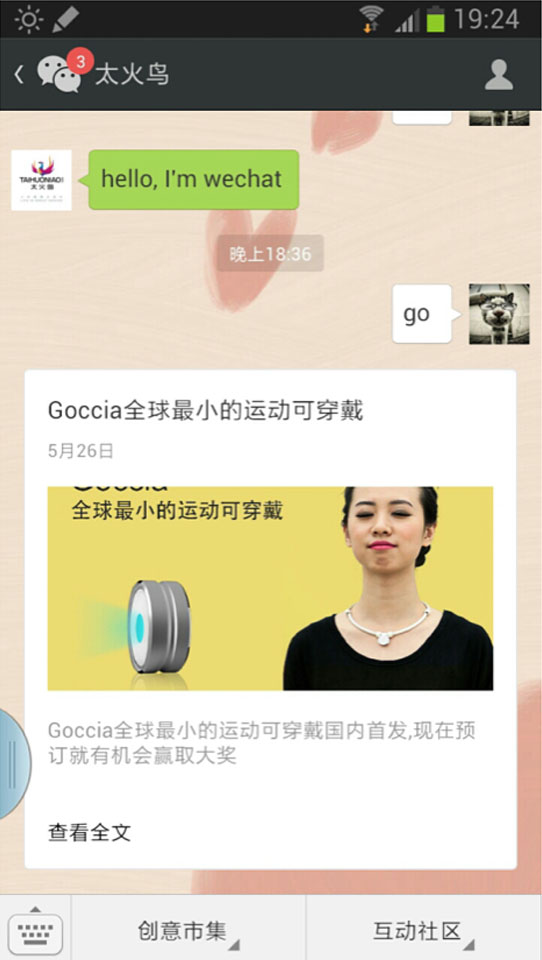 19:24
3
太火鸟
TAIHUONIAO
太火鸟
hello, I'm wechat
晚上18:36
go
Goccia全球最小的运动可穿戴
5月26日
Goccia
全球最小的运动可穿戴
Goccia全球最小的运动可穿戴国内首发,现在预
订就有机会赢取大奖
查看全文
创意市集
互动社区